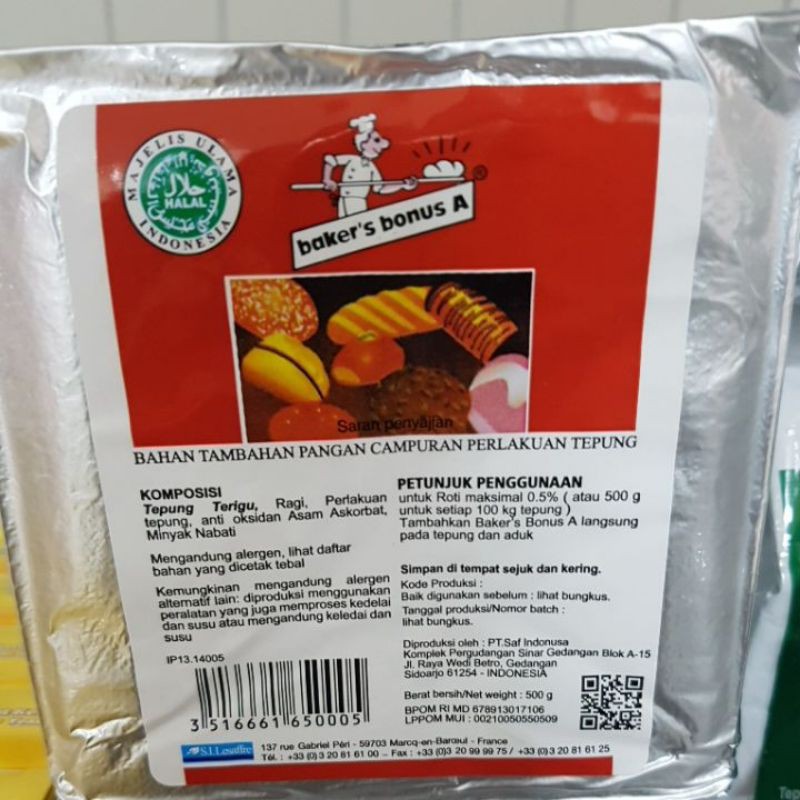 MAJELIS ULAMA
حلال
HALAL
INDONESIA
baker's bonus A ®
Saran penyajian
BAHAN TAMBAHAN PANGAN CAMPURAN PERLAKUAN TEPUNG
KOMPOSISI
Tepung Terigu, Ragi, Perlakuan
tepung, anti oksidan Asam Askorbat,
Minyak Nabati
Mengandung alergen, lihat daftar
bahan yang dicetak tebal
Kemungkinan mengandung alergen
alternatif lain: diproduksi menggunakan
peralatan yang juga memproses kedelai
dan susu atau mengandung keledai dan
susu
IP13.14005
3 516661 650005
PETUNJUK PENGGUNAAN
untuk Roti maksimal 0.5% ( atau 500 g
untuk setiap 100 kg tepung )
Tambahkan Baker's Bonus A langsung
pada tepung dan aduk
Simpan di tempat sejuk dan kering.
Kode Produksi :
Baik digunakan sebelum : lihat bungkus.
Tanggal produksi/Nomor batch :
lihat bungkus.
Diproduksi oleh : PT.Saf Indonusa
Komplek Pergudangan Sinar Gedangan Blok A-15
Jl. Raya Wedi Betro, Gedangan
Sidoarjo 61254 - INDONESIA
Berat bersih/Net weight : 500 g
BPOM RI MD 678913017106
LPPOM MUI : 00210050550509
S.I.Lesaffre
137 rue Gabriel Péri - 59703 Marcq-en-Barœul - France
Tél. : +33 (0)3 20 81 61 00 – Fax : +33 (0)3 20 99 96 75 / +33 (0)3 20 81 61 25